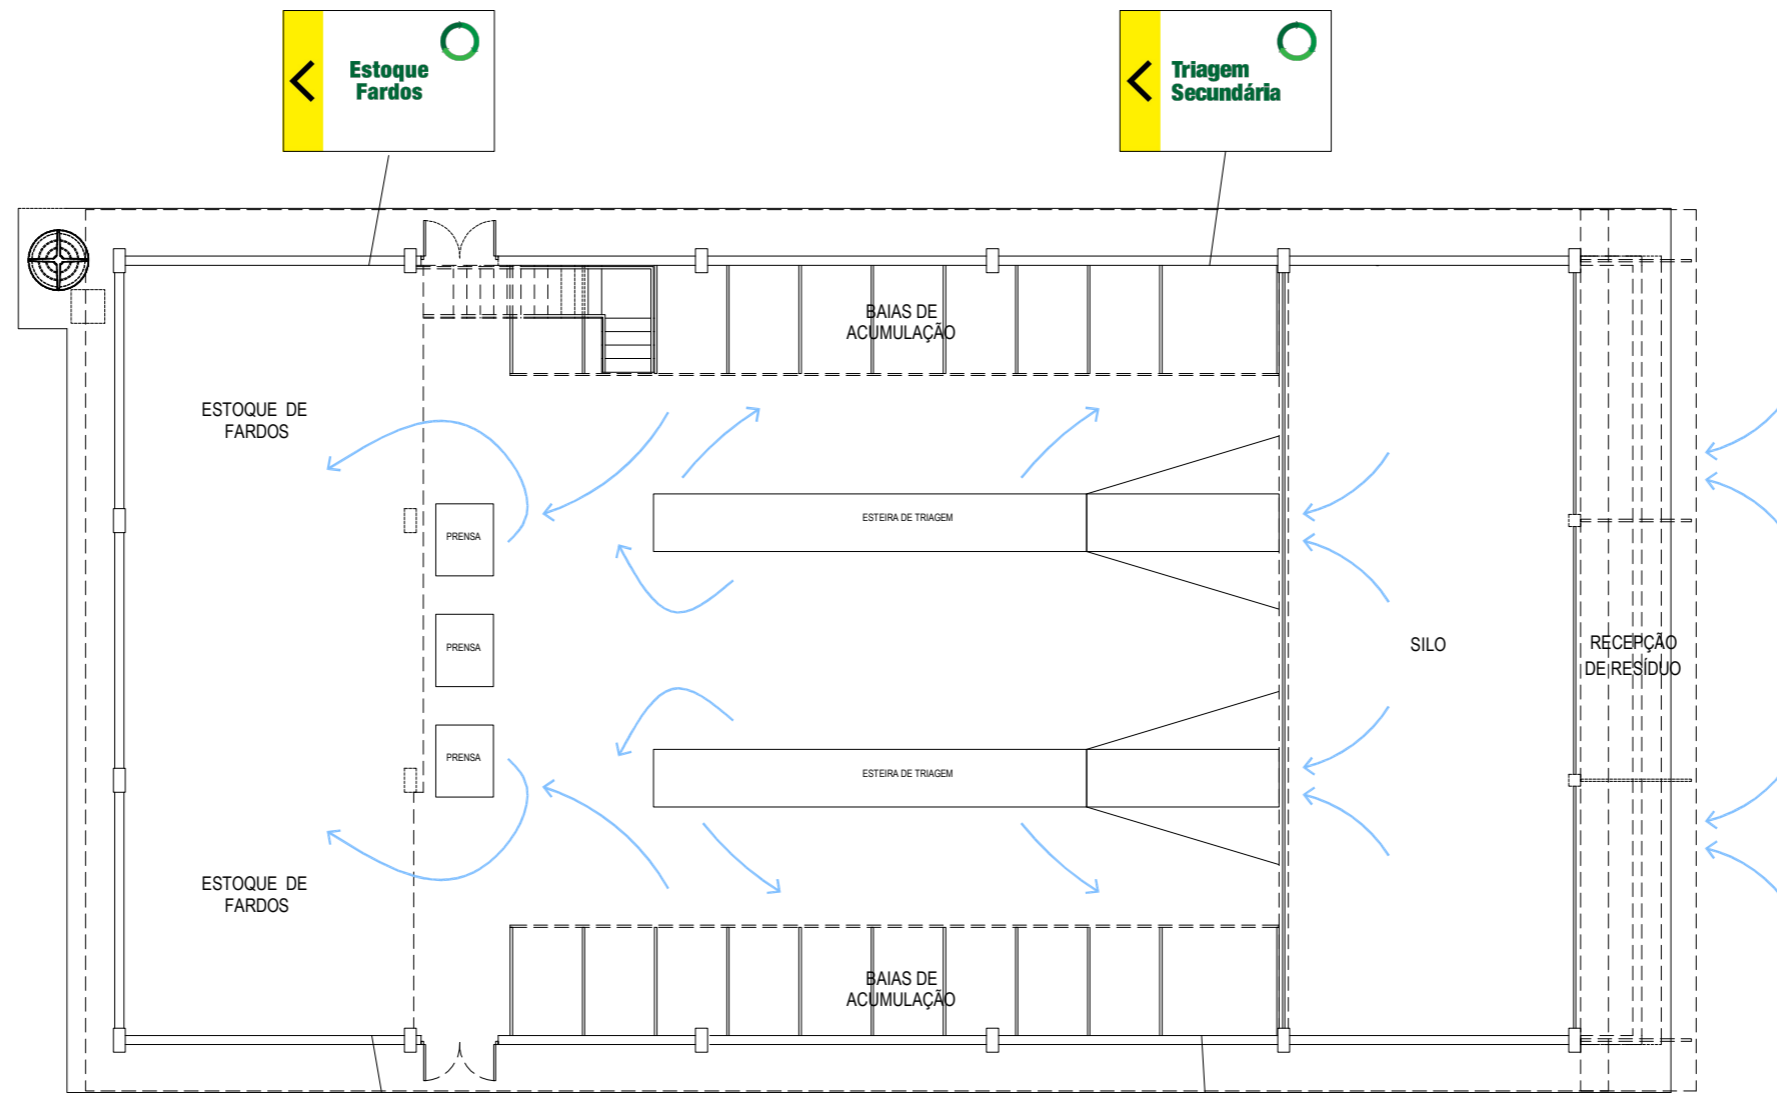 Estoque
Fardos
Triagem
Secundária
BAIAS DE
ACUMULAÇÃO
ESTOQUE DE
FARDOS
ESTEIRA DE TRIAGEM
PRENSA
PRENSA
SILO
RECEPÇÃO
DE RESÍDUO
PRENSA
ESTEIRA DE TRIAGEM
ESTOQUE DE
FARDOS
BAIAS DE
ACUMULAÇÃO